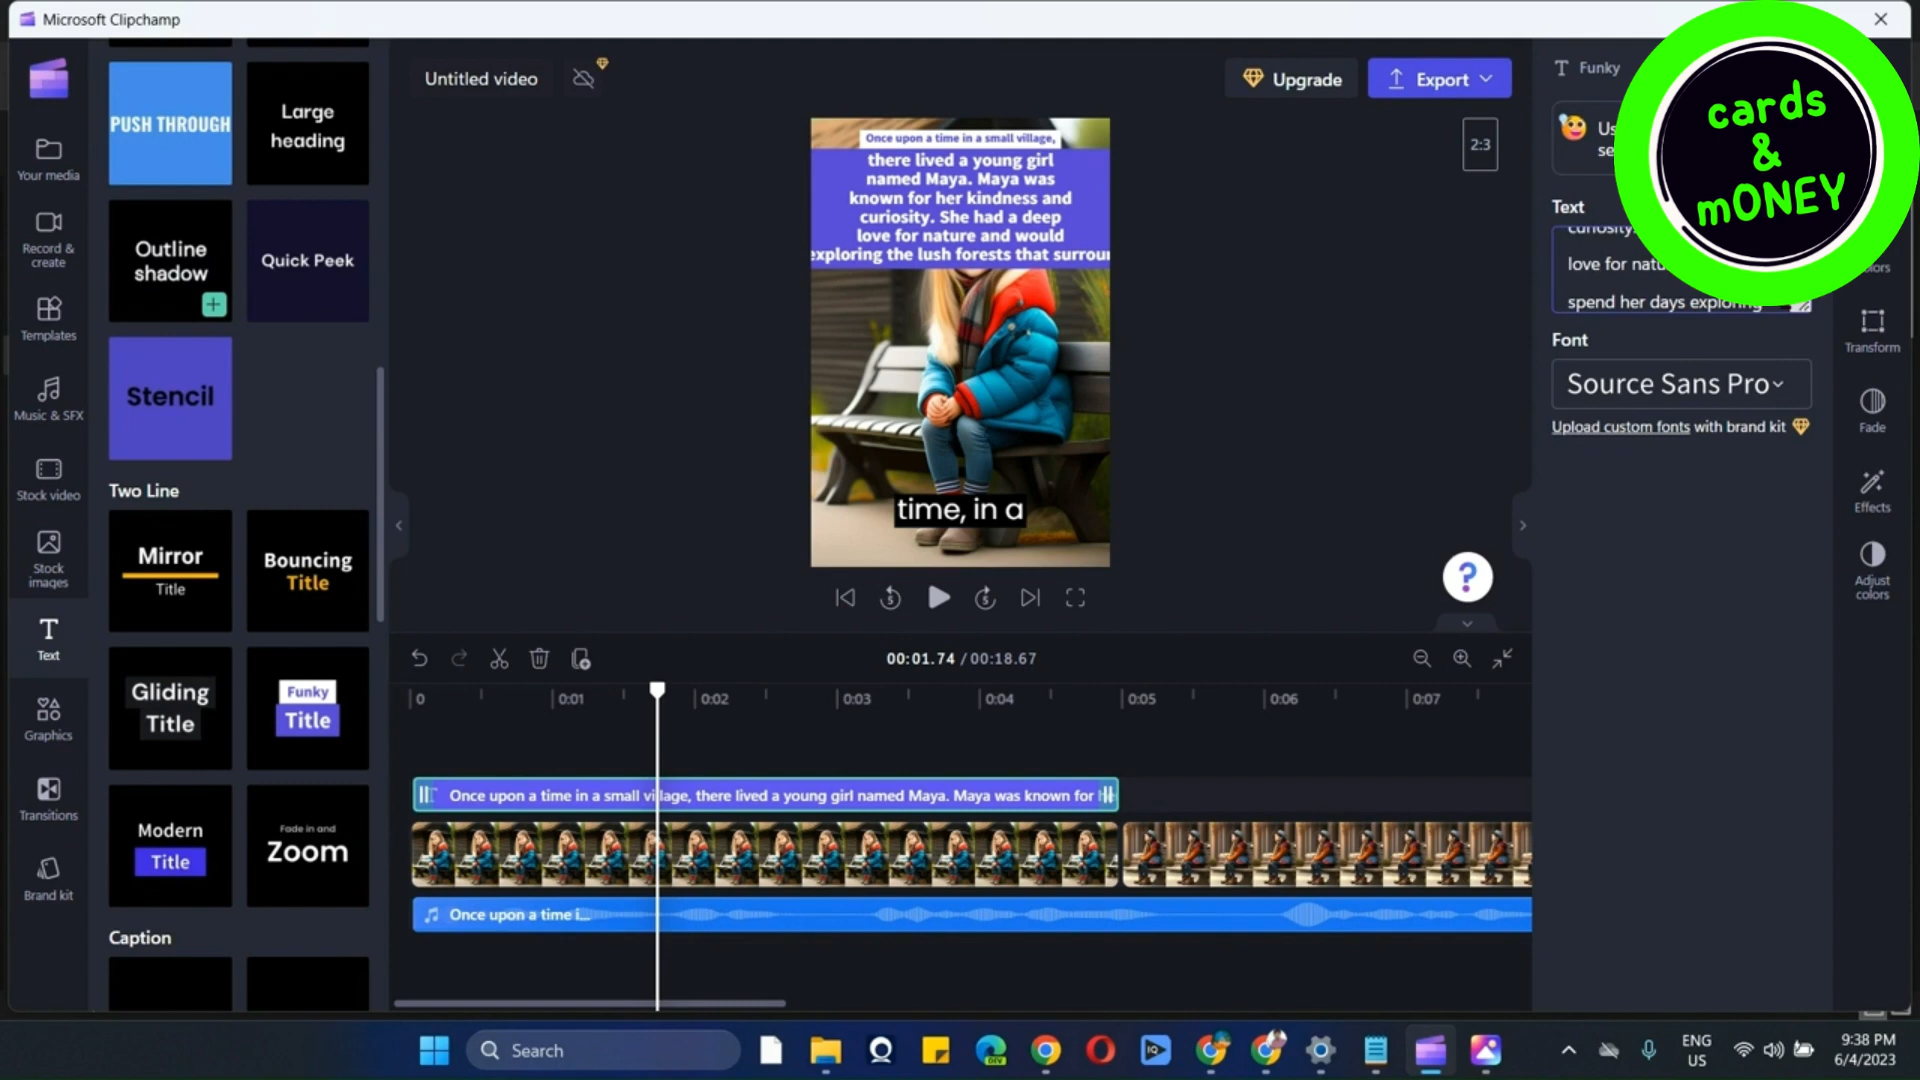 Microsoft Clipchamp
Untitled video
Upgrade
Export
Your media
Record &
create
Templates
Music & SFX
Stock video
Stock
images
Text
Graphics
Transitions
Brand kit
PUSH THROUGH
Large
heading
Outline
shadow
Quick Peek
Stencil
Two Line
Mirror
Title
Bouncing
Title
Gliding
Title
Funky
Title
Modern
Title
Fade in and
Zoom
Caption
Once upon a time in a small village,
there lived a young girl
named Maya. Maya was
known for her kindness and
curiosity. She had a deep
love for nature and would
exploring the lush forests that surroun
time, in a
2:3
?
5
5
00:01.74 / 00:18.67
0
0:01
0:02
0:03
0:04
0:05
0:06
0:07
Once upon a time in a small village, there lived a young girl named Maya. Maya was known for
Once upon a time i...
Funky
Text
curiosity.
love for natu
spend her days exploring
Font
Source Sans Pro
Upload custom fonts with brand kit
Transform
Fade
Effects
Adjust
colors
cards
&
mONEY
Search
DEV
IQ
ENG
US
9:38 PM
6/4/2023